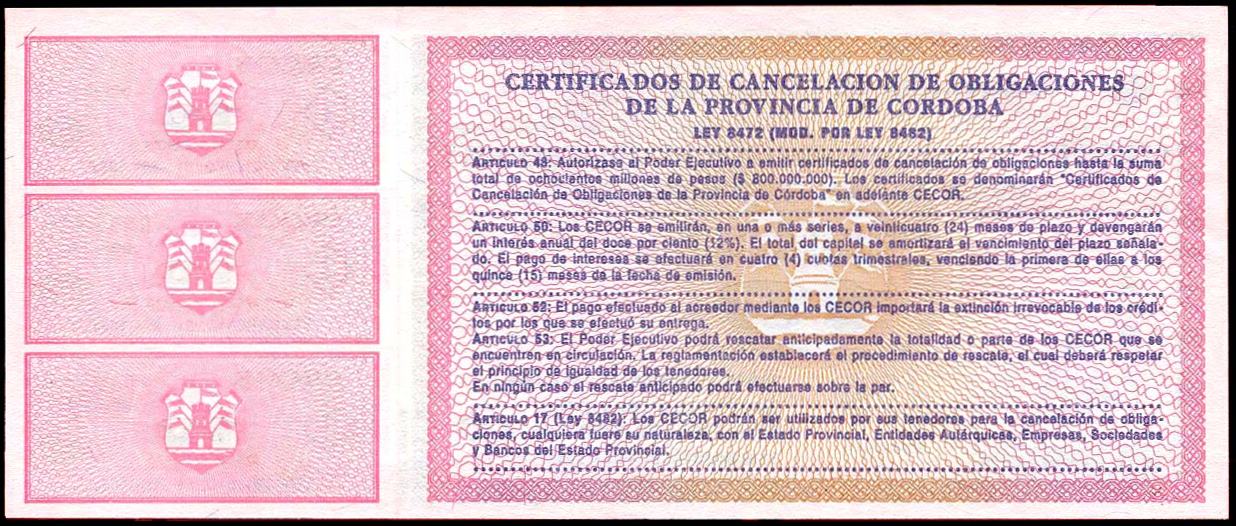 CERTIFICADOS DE CANCELACION DE OBLIGACIONES
DE LA PROVINCIA DE CORDOBA
LEY 8472 (MOD. POR LEY 8482)
ARTICULO 48: Autorízase al Poder Ejecutivo a emitir certificados de cancelación de obligaciones hasta la suma
total de ochocientos millones de pesos ($ 800.000.000). Los certificados se denominarán "Certificados de
Cancelación de Obligaciones de la Provincia de Córdoba" en adelante CECOR.
ARTICULO 50: Los CECOR se emitirán, en una o más series, a veinticuatro (24) meses de plazo y devengarán
un interés anual del doce por ciento (12%). El total del capital se amortizará al vencimiento del plazo señala-
do. El pago de intereses se efectuará en cuatro (4) cuotas trimestrales, venciendo la primera de ellas a los
quince (15) meses de la fecha de emisión.
ARTICULO 52: El pago efectuado al acreedor mediante los CECOR importará la extinción irrevocable de los crédi-
tos por los que se efectuó su entrega.
ARTICULO 53: El Poder Ejecutivo podrá rescatar anticipadamente la totalidad o parte de los CECOR que se
encuentren en circulación. La reglamentación establecerá el procedimiento de rescate, el cual deberá respetar
el principio de igualdad de los tenedores.
En ningún caso el rescate anticipado podrá efectuarse sobre la par.
ARTICULO 17 (Ley 8482): Los CECOR podrán ser utilizados por sus tenedores para la cancelación de obliga-
ciones, cualquiera fuere su naturaleza, con el Estado Provincial, Entidades Autárquicas, Empresas, Sociedades
y Bancos del Estado Provincial.